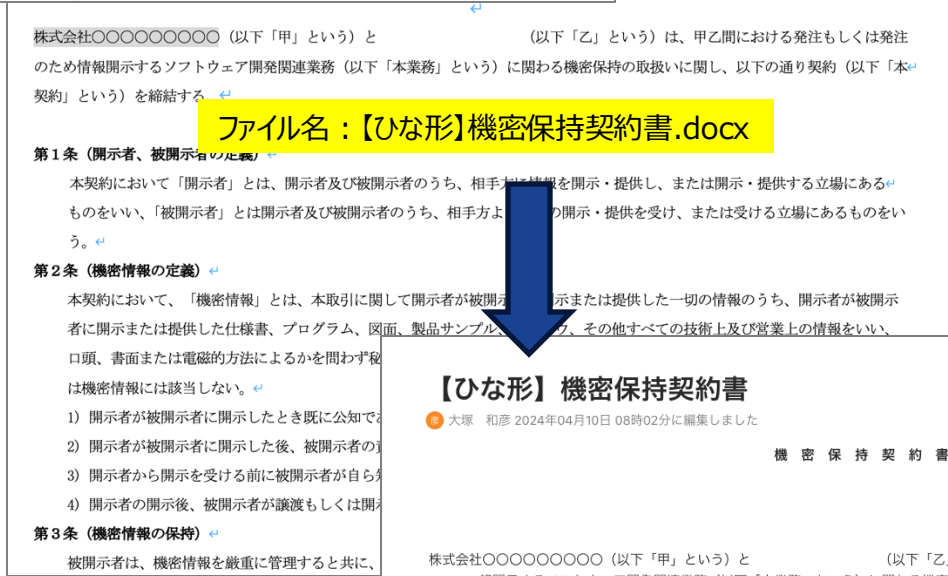 株式会社○○○○○○○○○（以下「甲」という）と　　　　　　　　　　（以下「乙」という）は、甲乙間における発注もしくは発注
のため情報開示するソフトウェア開発関連業務（以下「本業務」という）に関わる機密保持の取扱いに関し、以下の通り契約（以下「本
契約」という）を締結する。
ファイル名：【ひな形】機密保持契約書.docx
第１条（開示者、被開示者の定義）
本契約において「開示者」とは、開示者及び被開示者のうち、相手方に情報を開示・提供し、または開示・提供する立場にある
ものをいい、「被開示者」とは開示者及び被開示者のうち、相手方よ の開示・提供を受け、または受ける立場にあるものをい
う。
第２条（機密情報の定義）
本契約において、「機密情報」とは、本取引に関して開示者が被開示 示または提供した一切の情報のうち、開示者が被開示
者に開示または提供した仕様書、プログラム、図面、製品サンプル、 ウ、その他すべての技術上及び営業上の情報をいい、
口頭、書面または電磁的方法によるかを問わず秘
は機密情報には該当しない。
1) 開示者が被開示者に開示したとき既に公知で
2) 開示者が被開示者に開示した後、被開示者の
3) 開示者から開示を受ける前に被開示者が自ら
4) 開示者の開示後、被開示者が譲渡もしくは開
第３条（機密情報の保持）
被開示者は、機密情報を厳重に管理すると共に、
【ひな形】機密保持契約書
彦 大塚　和彦 2024年04月10日 08時02分に編集しました
機 密 保 持 契 約 書
株式会社○○○○○○○○○（以下「甲」という）と　　　　　　　　　　（以下「乙